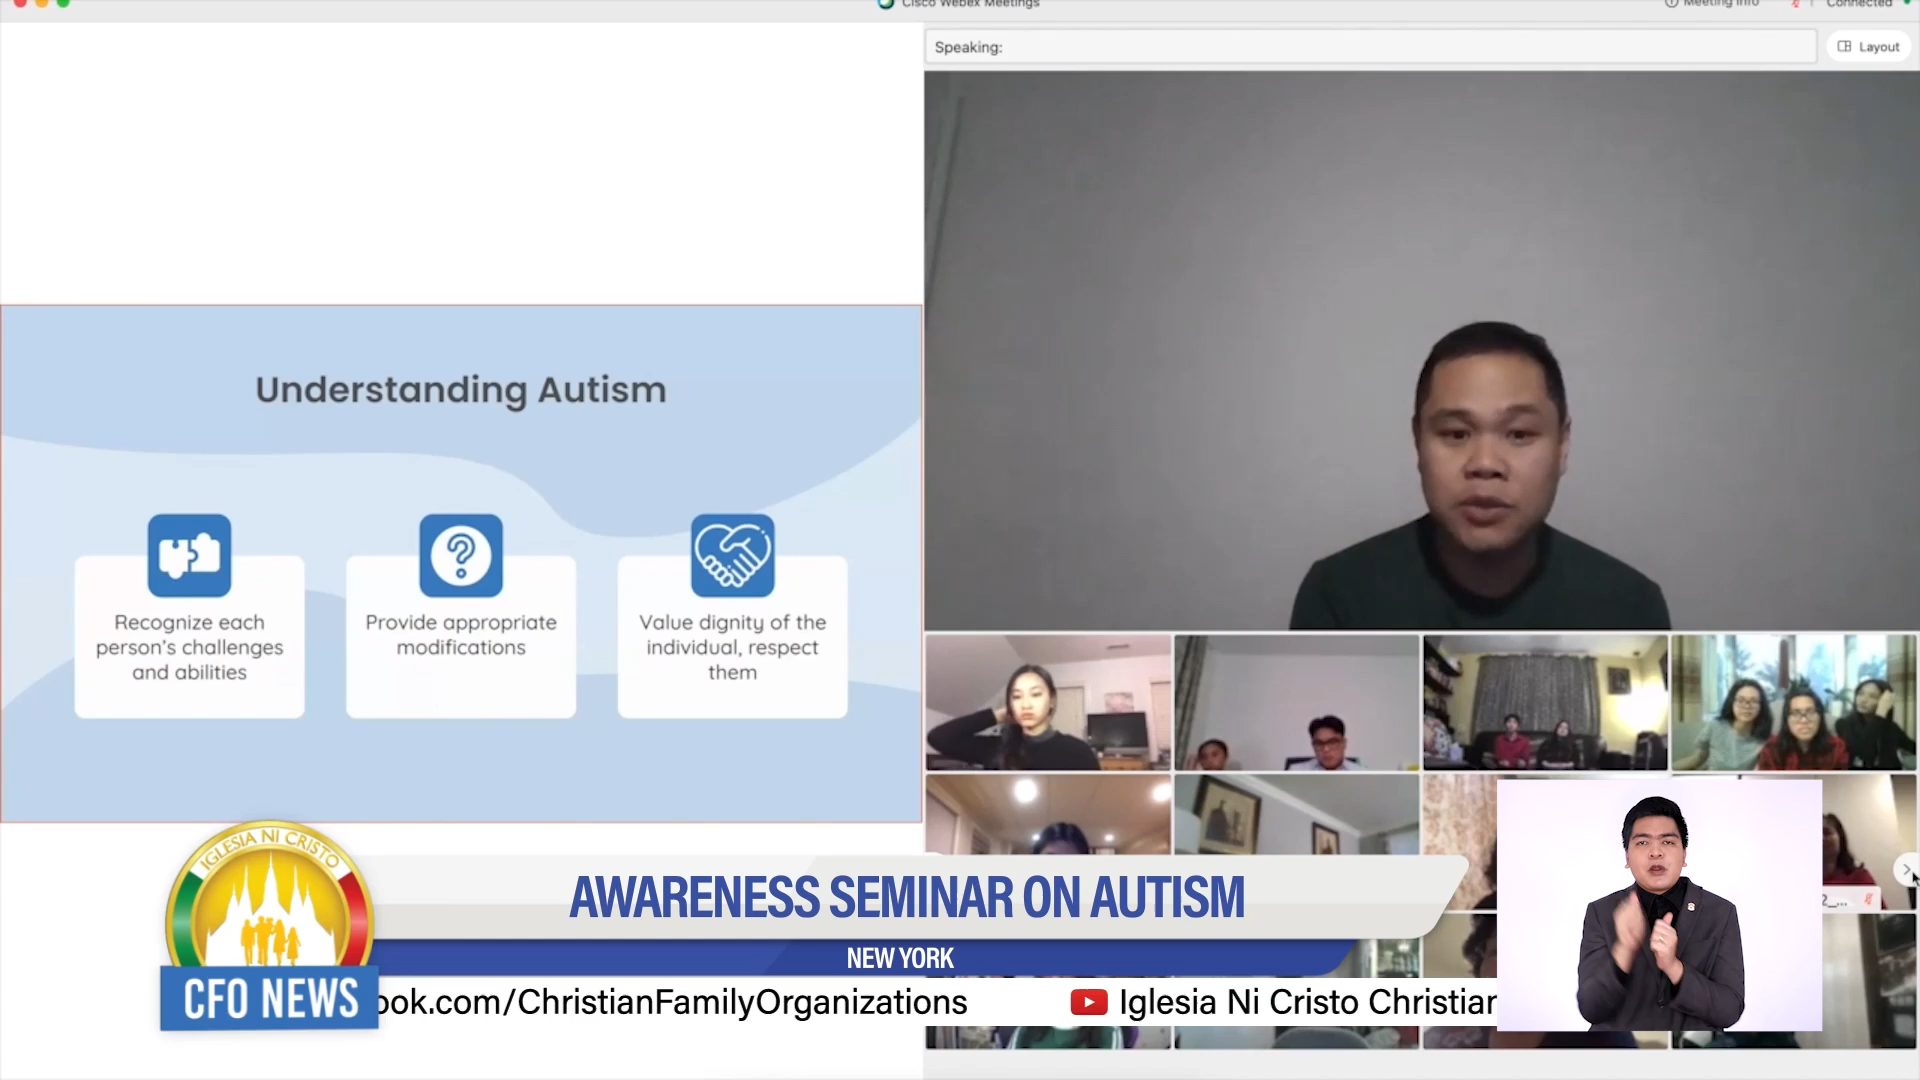 Cisco Webex Meetings
Meeting Info
Connected
Speaking:
Layout
Understanding Autism
Recognize each
person's challenges
and abilities
Provide appropriate
modifications
Value dignity of the
individual, respect
them
IGLESIA NI CRISTO
CFO NEWS
AWARENESS SEMINAR ON AUTISM
NEW YORK
ook.com/ChristianFamilyOrganizations
Iglesia Ni Cristo Christian
2_...